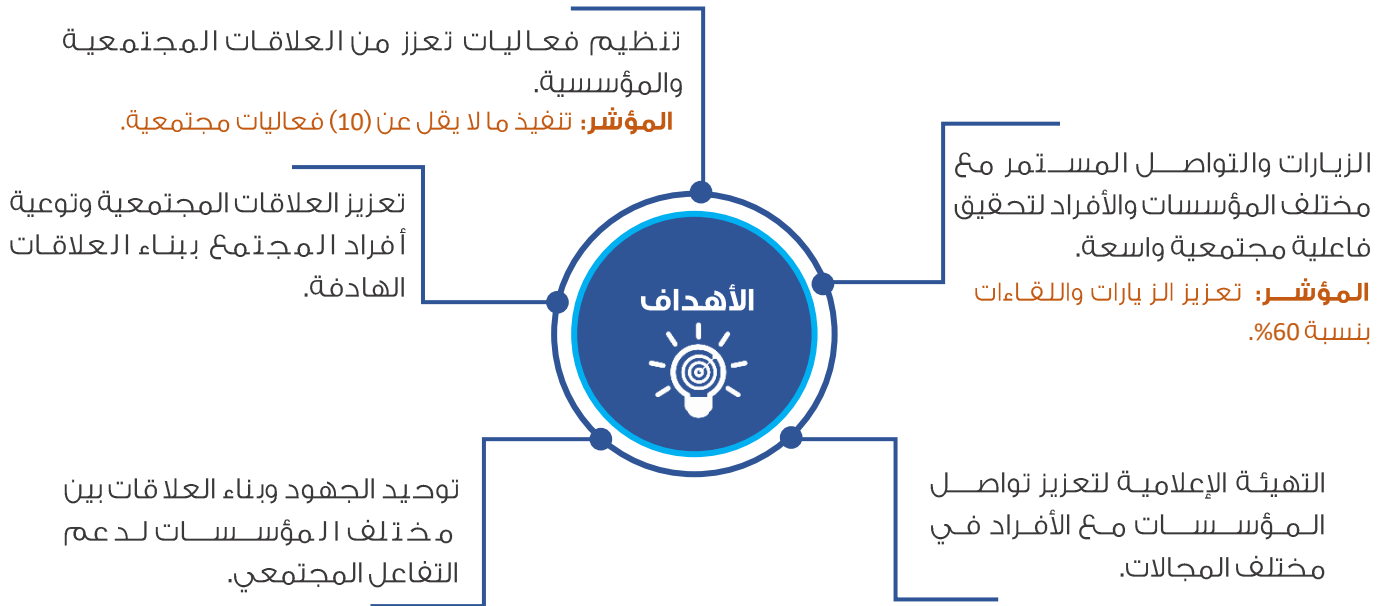 تنظيم فعاليات تعزز من العلاقات المجتمعية
والمؤسسية.
المؤشر: تنفيذ ما لا يقل عن (10) فعاليات مجتمعية.
الزيارات والتواصل المستمر مع
مختلف المؤسسات والأفراد لتحقيق
فاعلية مجتمعية واسعة.
المؤشر: تعزيز الزيارات واللقاءات
بنسبة 60%.
تعزيز العلاقات المجتمعية وتوعية
أفراد المجتمع ببناء العلاقات
الهادفة.
الأهداف
التهيئة الإعلامية لتعزيز تواصل
المؤسسات مع الأفراد في
مختلف المجالات.
توحيد الجهود وبناء العلاقات بين
مختلف المؤسسات لدعم
التفاعل المجتمعي.